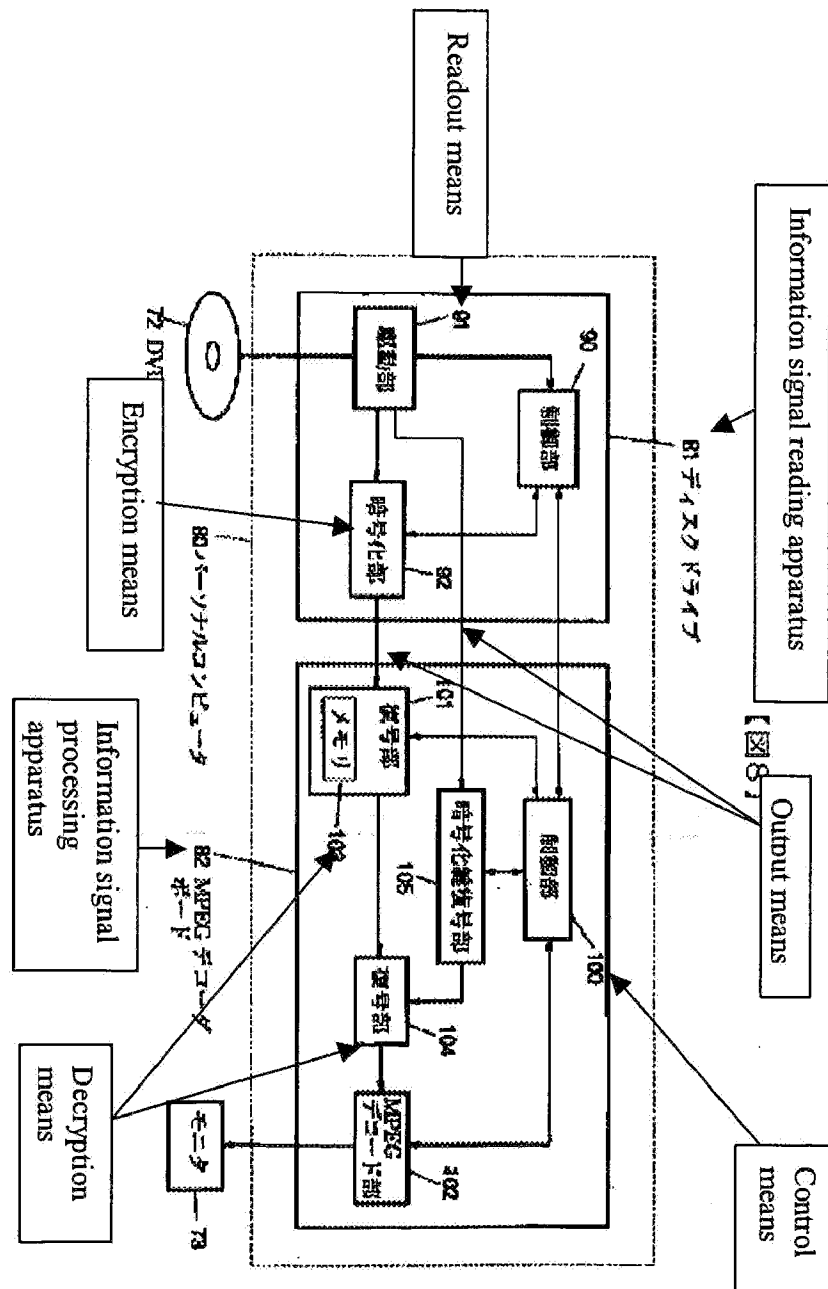 Information signal reading apparatus
Output means
Control
means
Readout means
【図8】
81 ディスク ドライブ
90
制御部
100
制御部
91
駆動部
105
暗号化鍵復号部
92
暗号化部
101
復号部
メモリ
103
104
復号部
102
MPEG
デコード部
72 DV
80 パーソナルコンピュータ
82 MPEG デコーダ
ボード
モニタ
73
Encryption means
Information signal
processing
apparatus
Decryption
means